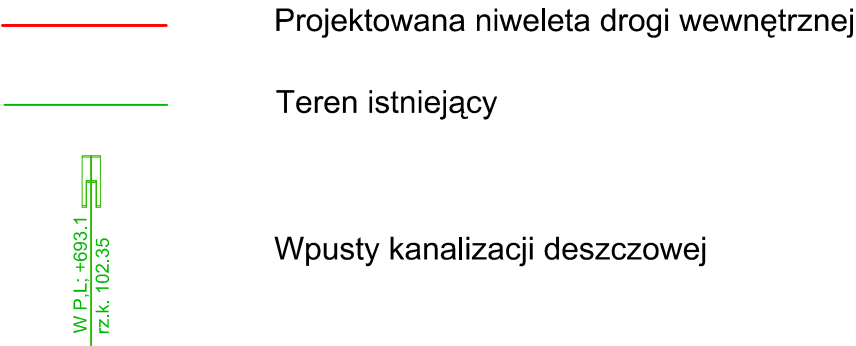 Projektowana niweleta drogi wewnętrznej
Teren istniejący
W P,L; +693.1
rz.k. 102.35
Wpusty kanalizacji deszczowej